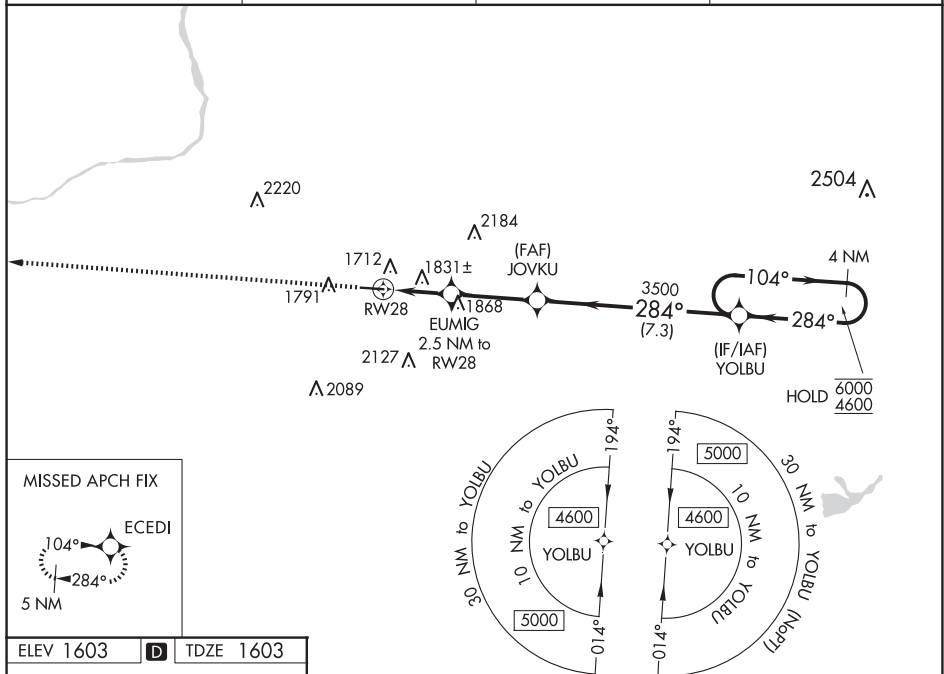 2504
2220
2184
(FAF)
JOVKU
4 NM
104°
1712
1831±
3500
284°
(7.3)
284°
1791
RW28
1868
EUMIG
2.5 NM to
RW28
(IF/IAF)
YOLBU
2127
2089
HOLD
6000
4600
MISSED APCH FIX
ECEDI
104°
284°
5 NM
30 NM to YOLBU
10 NM to YOLBU
194°
4600
YOLBU
5000
014°
194°
5000
30 NM to YOLBU (NoPT)
10 NM to YOLBU
4600
YOLBU
014°
ELEV 1603
D
TDZE 1603